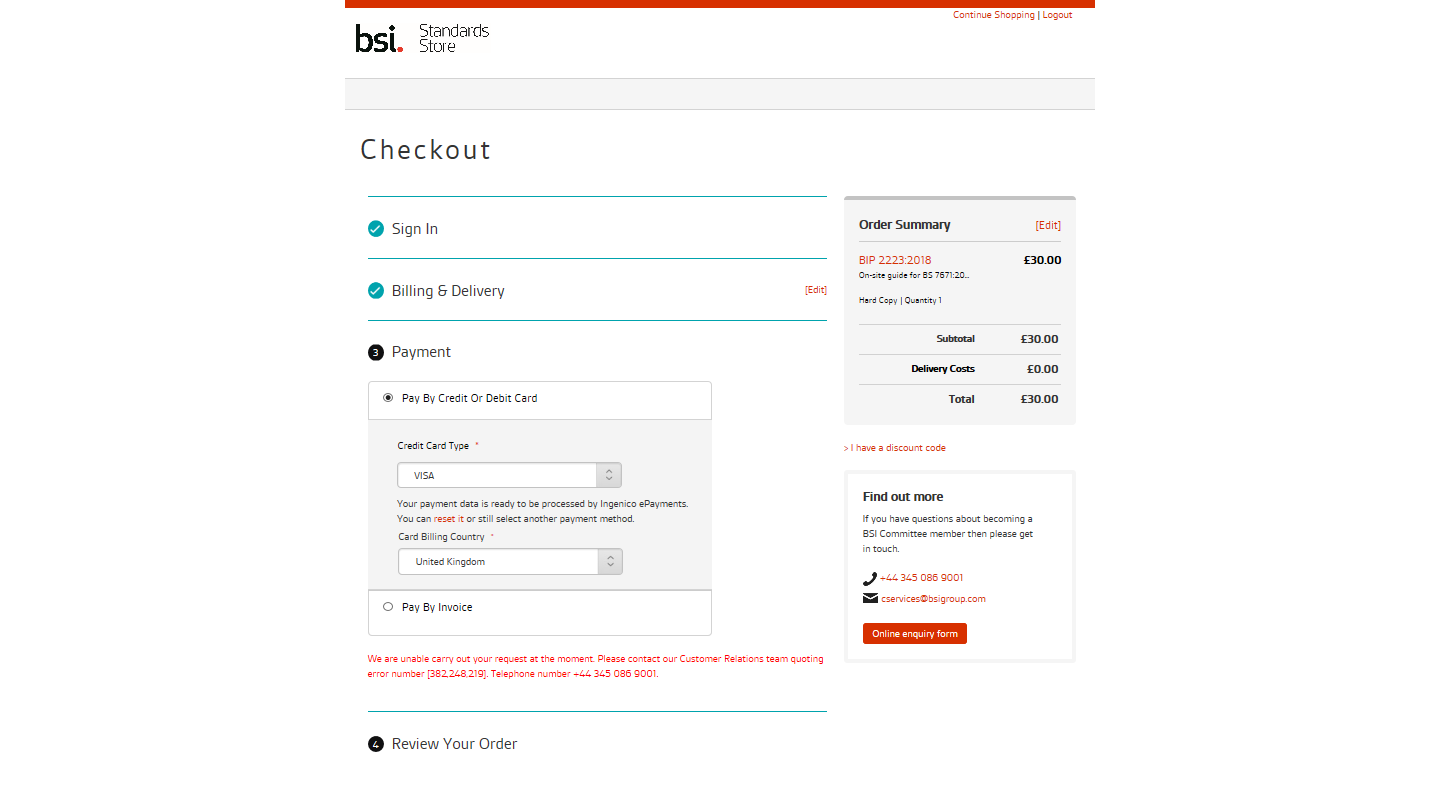 Continue Shopping | Logout
bsi. Standards
Store
Checkout
Sign In
Billing & Delivery [Edit]
3 Payment
Pay By Credit Or Debit Card
Credit Card Type *
VISA
Your payment data is ready to be processed by Ingenico ePayments.
You can reset it or still select another payment method.
Card Billing Country *
United Kingdom
Pay By Invoice
We are unable carry out your request at the moment. Please contact our Customer Relations team quoting
error number [382,248,219]. Telephone number +44 345 086 9001.
4 Review Your Order
Order Summary [Edit]
BIP 2223:2018 £30.00
On-site guide for BS 7671:20...
Hard Copy | Quantity 1
Subtotal £30.00
Delivery Costs £0.00
Total £30.00
> I have a discount code
Find out more
If you have questions about becoming a
BSI Committee member then please get
in touch.
+44 345 086 9001
cservices@bsigroup.com
Online enquiry form